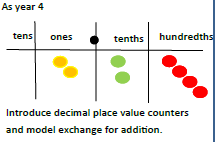 As year 4
tens ones tenths hundredths
Introduce decimal place value counters
and model exchange for addition.